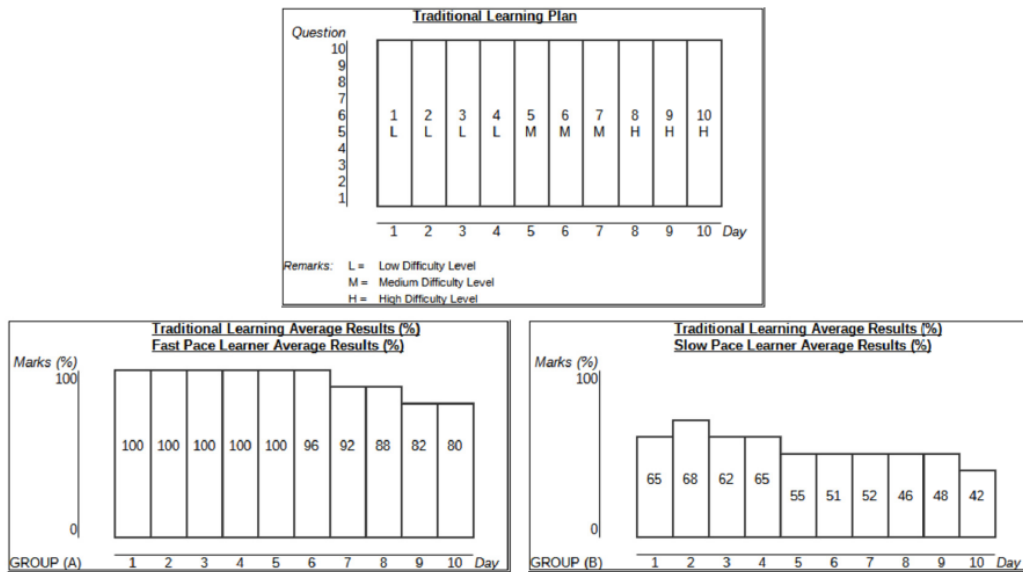 Traditional Learning Plan
Question
10
9
8
7
6
5
4
3
2
1
1 2 3 4 5 6 7 8 9 10
L L L L M M M H H H
1 2 3 4 5 6 7 8 9 10 Day
Remarks: L = Low Difficulty Level
M = Medium Difficulty Level
H = High Difficulty Level
Traditional Learning Average Results (%)
Fast Pace Learner Average Results (%)
Marks (%)
100
100 100 100 100 100 96 92 88 82 80
0
GROUP (A) 1 2 3 4 5 6 7 8 9 10 Day
Traditional Learning Average Results (%)
Slow Pace Learner Average Results (%)
Marks (%)
100
65 68 62 65 55 51 52 46 48 42
0
GROUP (B) 1 2 3 4 5 6 7 8 9 10 Day